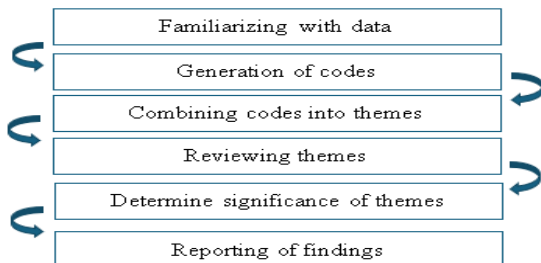 Familiarizing with data
Generation of codes
Combining codes into themes
Reviewing themes
Determine significance of themes
Reporting of findings